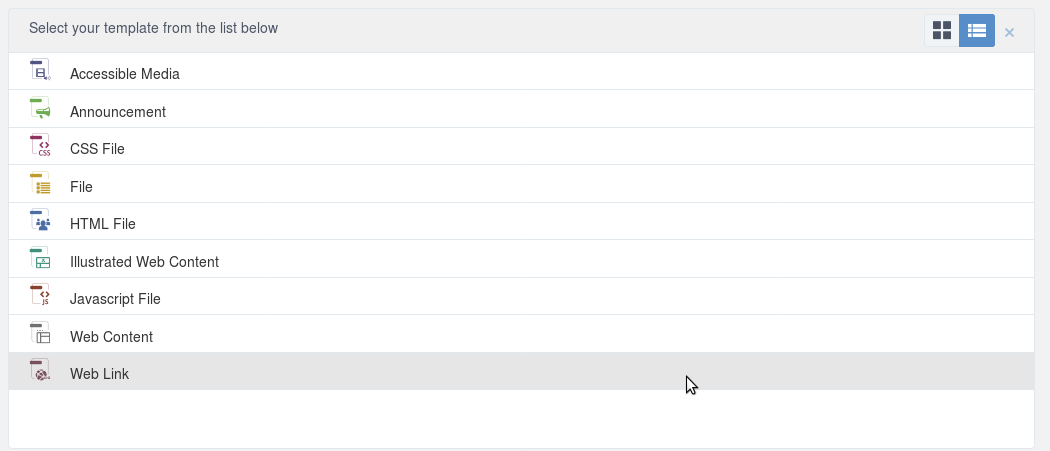 Select your template from the list below
×
Accessible Media
Announcement
CSS
CSS File
File
HTML File
Illustrated Web Content
JS
Javascript File
Web Content
Web Link